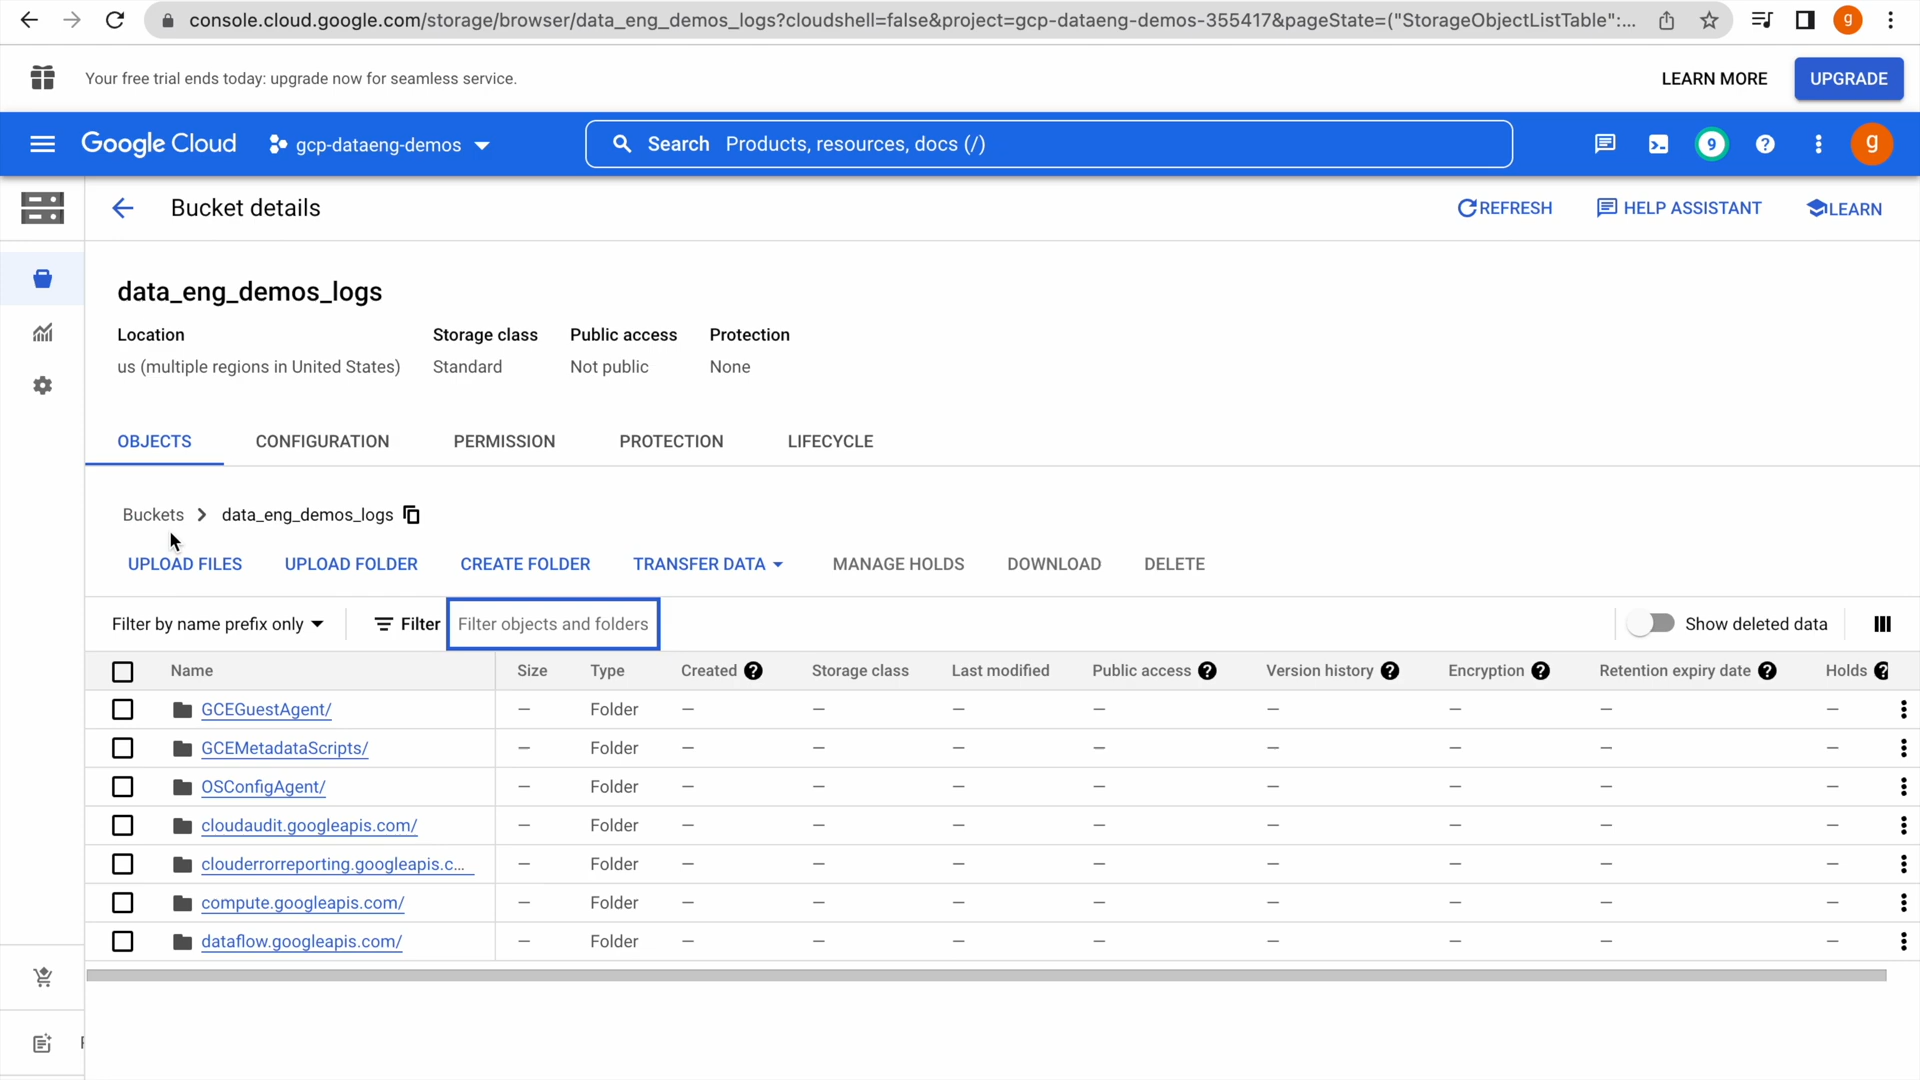 console.cloud.google.com/storage/browser/data_eng_demos_logs?cloudshell=false&project=gcp-dataeng-demos-355417&pageState=("StorageObjectListTable":... g
Your free trial ends today: upgrade now for seamless service. LEARN MORE UPGRADE
Google Cloud gcp-dataeng-demos Search Products, resources, docs (/) 9 g
Bucket details REFRESH HELP ASSISTANT LEARN
data_eng_demos_logs
Location Storage class Public access Protection
us (multiple regions in United States) Standard Not public None
OBJECTS CONFIGURATION PERMISSION PROTECTION LIFECYCLE
Buckets data_eng_demos_logs
UPLOAD FILES UPLOAD FOLDER CREATE FOLDER TRANSFER DATA MANAGE HOLDS DOWNLOAD DELETE
Filter by name prefix only Filter Filter objects and folders Show deleted data
Name Size Type Created Storage class Last modified Public access Version history Encryption Retention expiry date Holds
GCEGuestAgent/ — Folder — — — — — — — —
GCEMetadataScripts/ — Folder — — — — — — — —
OSConfigAgent/ — Folder — — — — — — — —
cloudaudit.googleapis.com/ — Folder — — — — — — — —
clouderrorreporting.googleapis.c... — Folder — — — — — — — —
compute.googleapis.com/ — Folder — — — — — — — —
dataflow.googleapis.com/ — Folder — — — — — — — —